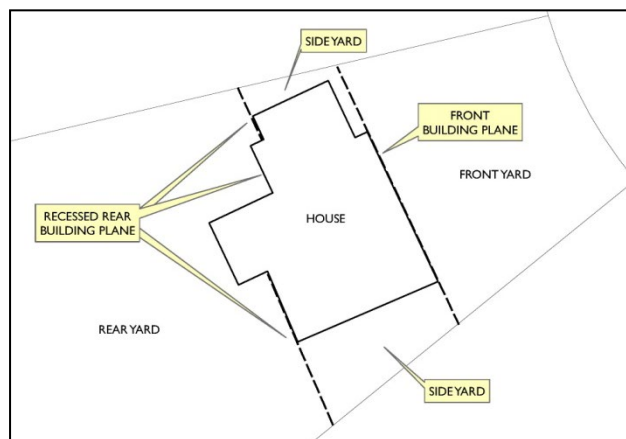 SIDE YARD
FRONT
BUILDING PLANE
FRONT YARD
RECESSED REAR
BUILDING PLANE
HOUSE
REAR YARD
SIDE YARD